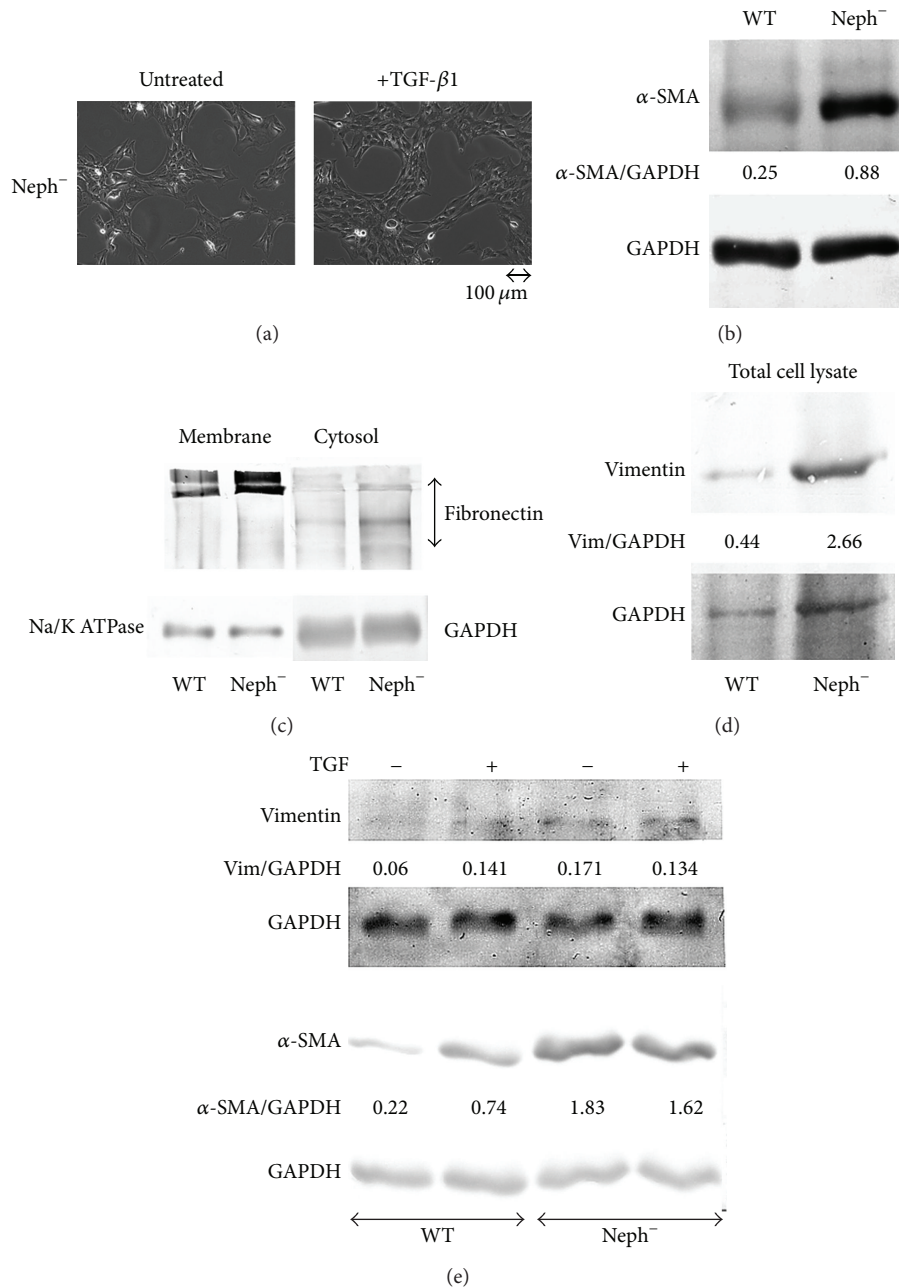 Untreated +TGF-β1
Neph⁻
100 μm
(a)
WT Neph⁻
α-SMA
α-SMA/GAPDH 0.25 0.88
GAPDH
(b)
Membrane Cytosol
Fibronectin
Na/K ATPase GAPDH
WT Neph⁻ WT Neph⁻
(c)
Total cell lysate
Vimentin
Vim/GAPDH 0.44 2.66
GAPDH
WT Neph⁻
(d)
TGF − + − +
Vimentin
Vim/GAPDH 0.06 0.141 0.171 0.134
GAPDH
α-SMA
α-SMA/GAPDH 0.22 0.74 1.83 1.62
GAPDH
WT Neph⁻
(e)